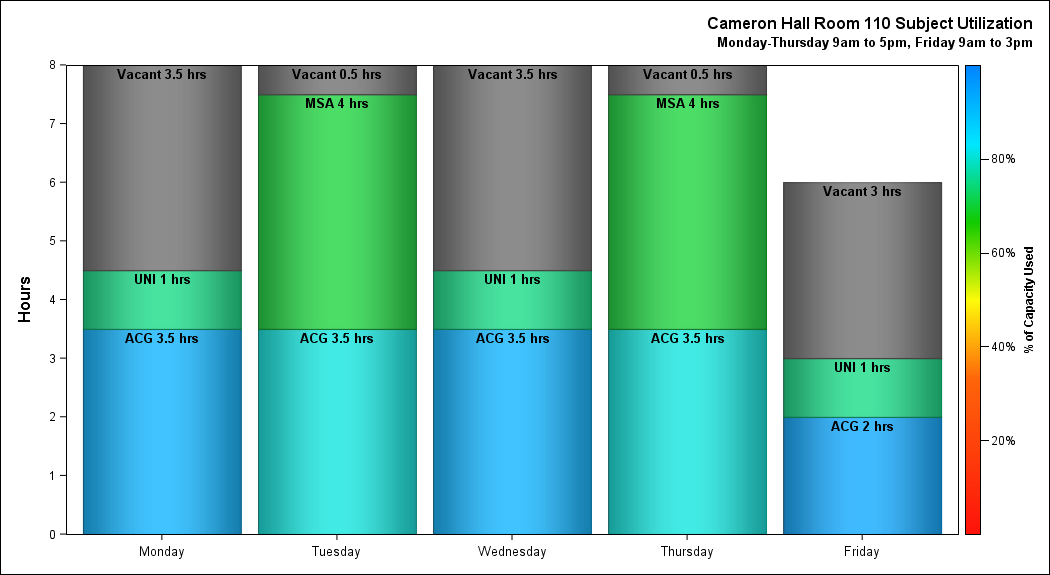 Cameron Hall Room 110 Subject Utilization
Monday-Thursday 9am to 5pm, Friday 9am to 3pm
Hours
8
7
6
5
4
3
2
1
0
Vacant 3.5 hrs
UNI 1 hrs
ACG 3.5 hrs
Vacant 0.5 hrs
MSA 4 hrs
ACG 3.5 hrs
Vacant 3.5 hrs
UNI 1 hrs
ACG 3.5 hrs
Vacant 0.5 hrs
MSA 4 hrs
ACG 3.5 hrs
Vacant 3 hrs
UNI 1 hrs
ACG 2 hrs
Monday
Tuesday
Wednesday
Thursday
Friday
80%
60%
40%
20%
% of Capacity Used